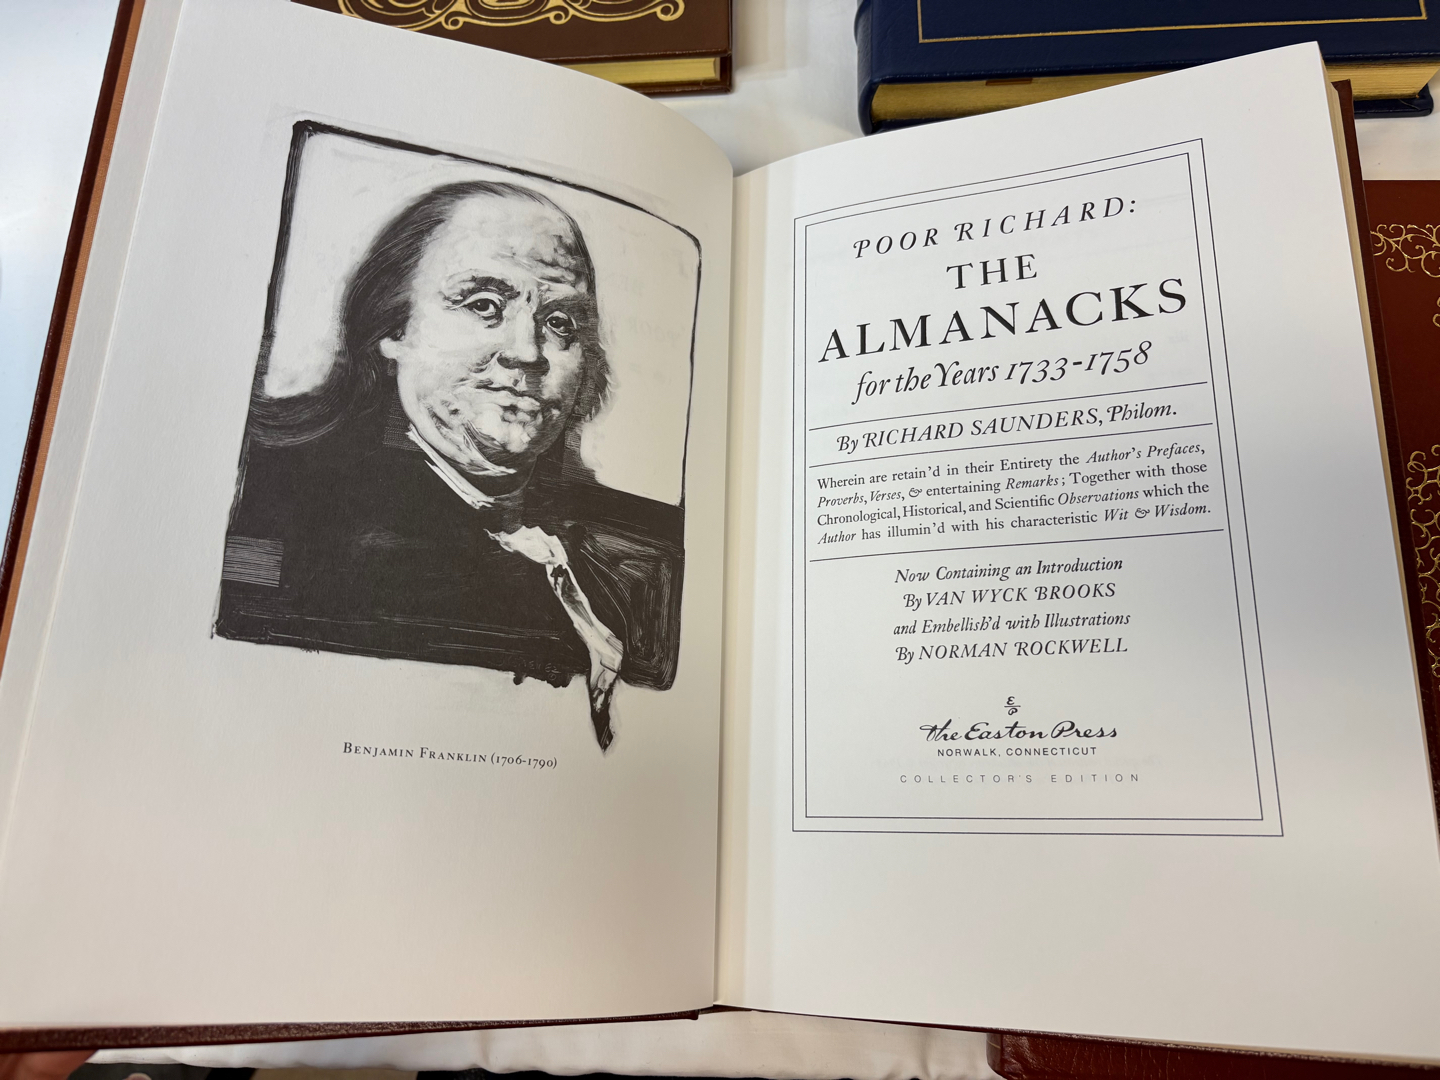 BENJAMIN FRANKLIN (1706-1790)
POOR RICHARD:
THE
ALMANACKS
for the Years 1733-1758
By RICHARD SAUNDERS, Philom.
Wherein are retain'd in their Entirety the Author's Prefaces,
Proverbs, Verses, & entertaining Remarks; Together with those
Chronological, Historical, and Scientific Observations which the
Author has illumin'd with his characteristic Wit & Wisdom.
Now Containing an Introduction
By VAN WYCK BROOKS
and Embellish'd with Illustrations
By NORMAN ROCKWELL
The Easton Press
NORWALK, CONNECTICUT
COLLECTOR'S EDITION